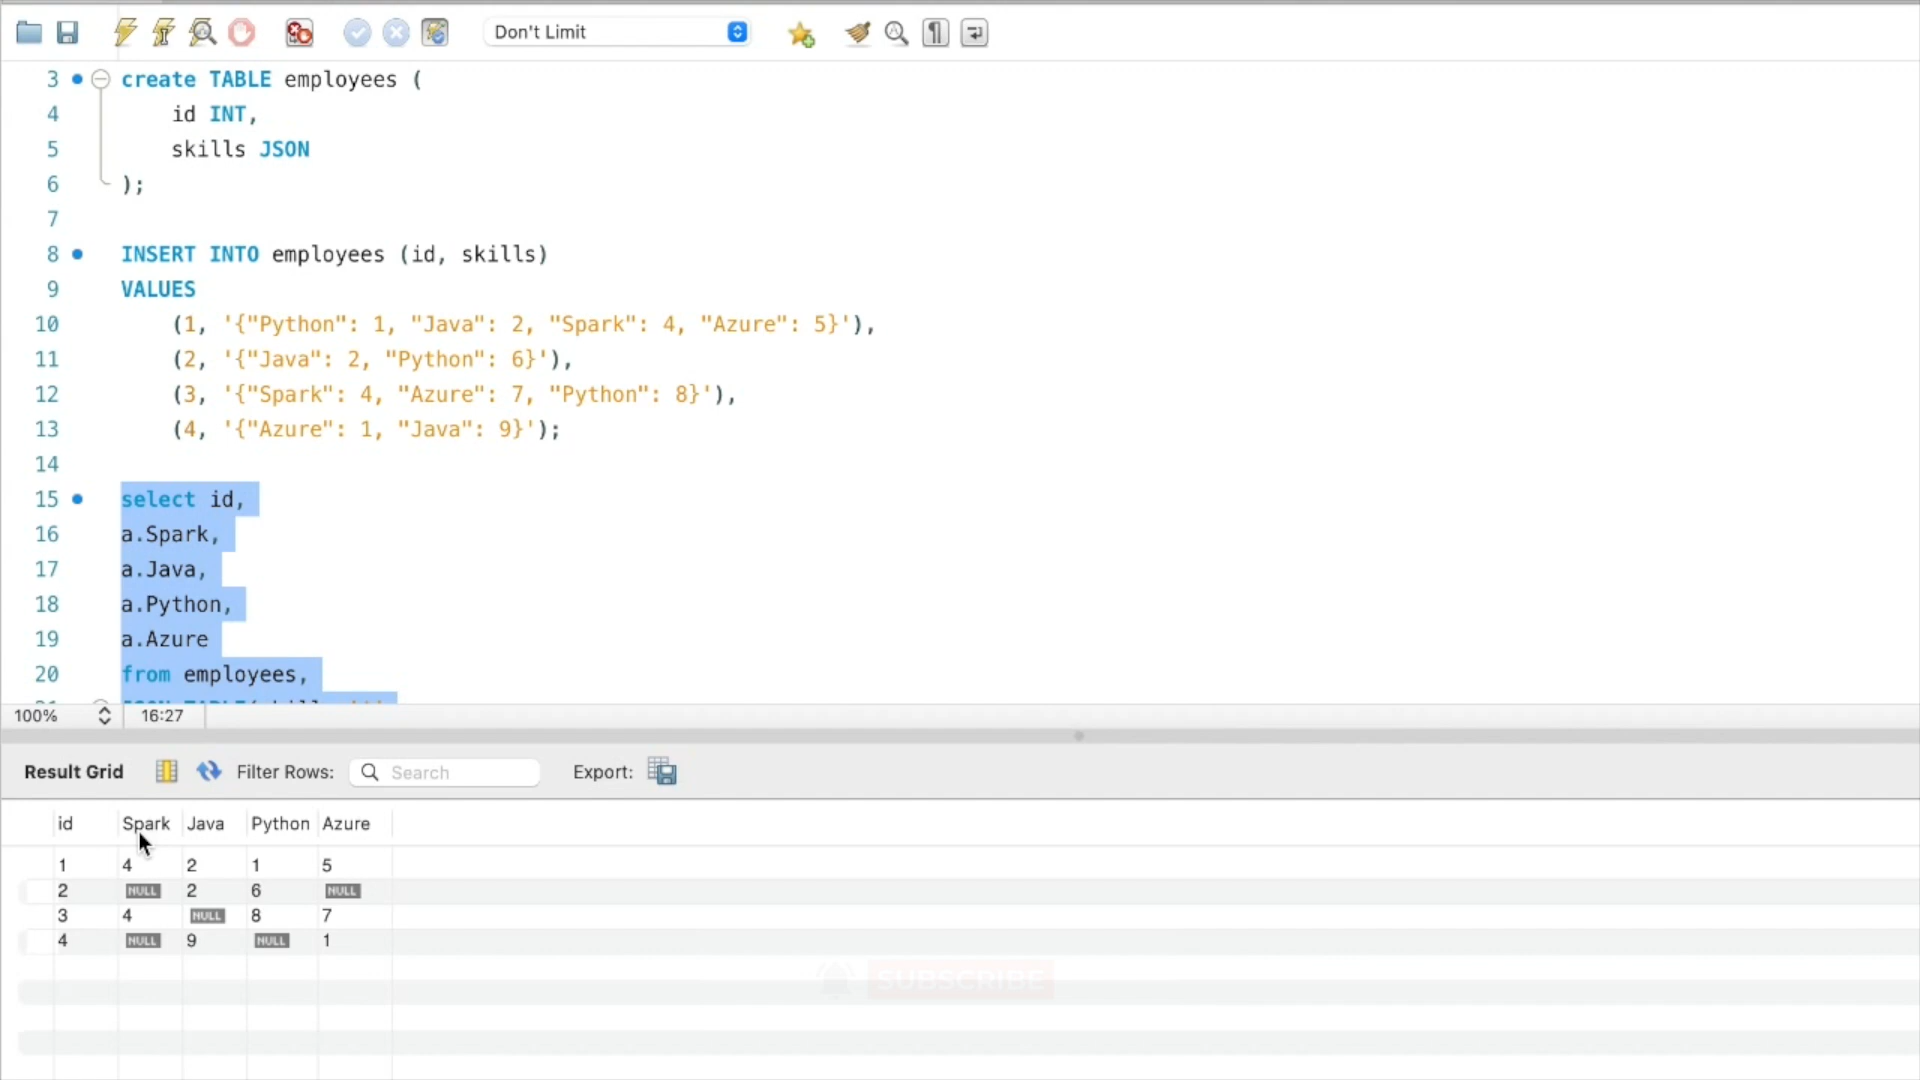 Don't Limit
3 create TABLE employees (
4 id INT,
5 skills JSON
6 );
7
8 INSERT INTO employees (id, skills)
9 VALUES
10 (1, '{"Python": 1, "Java": 2, "Spark": 4, "Azure": 5}'),
11 (2, '{"Java": 2, "Python": 6}'),
12 (3, '{"Spark": 4, "Azure": 7, "Python": 8}'),
13 (4, '{"Azure": 1, "Java": 9}');
14
15 select id,
16 a.Spark,
17 a.Java,
18 a.Python,
19 a.Azure
20 from employees,
100% 16:27
Result Grid Filter Rows: Search Export:
id Spark Java Python Azure
1 4 2 1 5
2 NULL 2 6 NULL
3 4 NULL 8 7
4 NULL 9 NULL 1
SUBSCRIBE